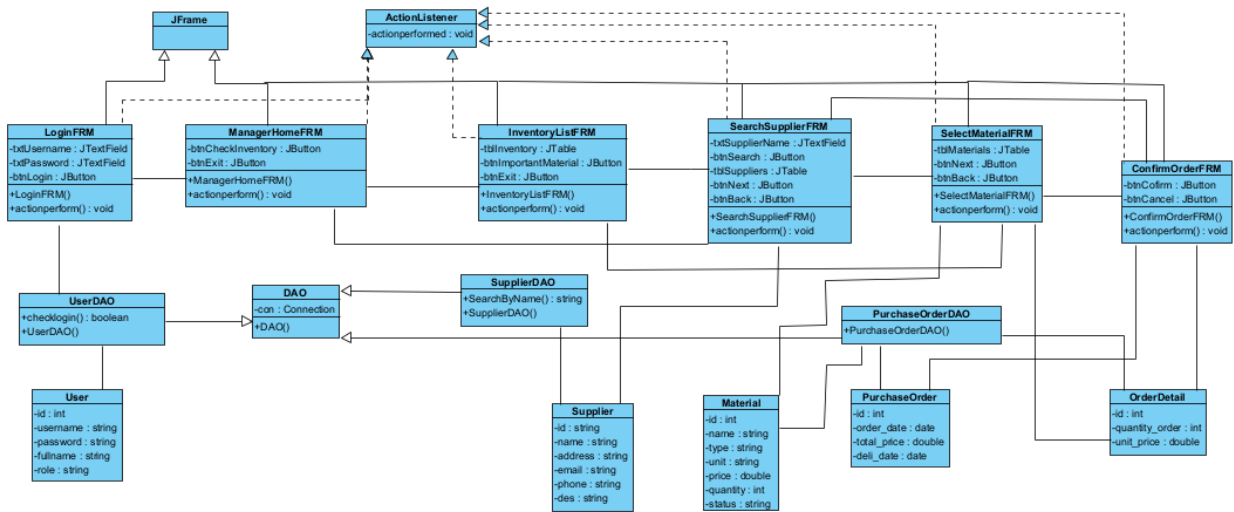 JFrame
ActionListener
-actionperformed : void
LoginFRM
-txtUsername : JTextField
-txtPassword : JTextField
-btnLogin : JButton
+LoginFRM()
+actionperform() : void
ManagerHomeFRM
-btnCheckInventory : JButton
-btnExit : JButton
+ManagerHomeFRM()
+actionperform() : void
InventoryListFRM
-tblInventory : JTable
-btnImportantMaterial : JButton
-btnExit : JButton
+InventoryListFRM()
+actionperform() : void
SearchSupplierFRM
-txtSupplierName : JTextField
-btnSearch : JButton
-tblSuppliers : JTable
-btnNext : JButton
-btnBack : JButton
+SearchSupplierFRM()
+actionperform() : void
SelectMaterialFRM
-tblMaterials : JTable
-btnNext : JButton
-btnBack : JButton
+SelectMaterialFRM()
+actionperform() : void
ConfirmOrderFRM
-btnCofirm : JButton
-btnCancel : JButton
+ConfirmOrderFRM()
+actionperform() : void
UserDAO
+checklogin() : boolean
+UserDAO()
DAO
-con : Connection
+DAO()
SupplierDAO
+SearchByName() : string
+SupplierDAO()
PurchaseOrderDAO
+PurchaseOrderDAO()
User
-id : int
-username : string
-password : string
-fullname : string
-role : string
Supplier
-id : string
-name : string
-address : string
-email : string
-phone : string
-des : string
Material
-id : int
-name : string
-type : string
-unit : string
-price : double
-quantity : int
-status : string
PurchaseOrder
-id : int
-order_date : date
-total_price : double
-deli_date : date
OrderDetail
-id : int
-quantity_order : int
-unit_price : double